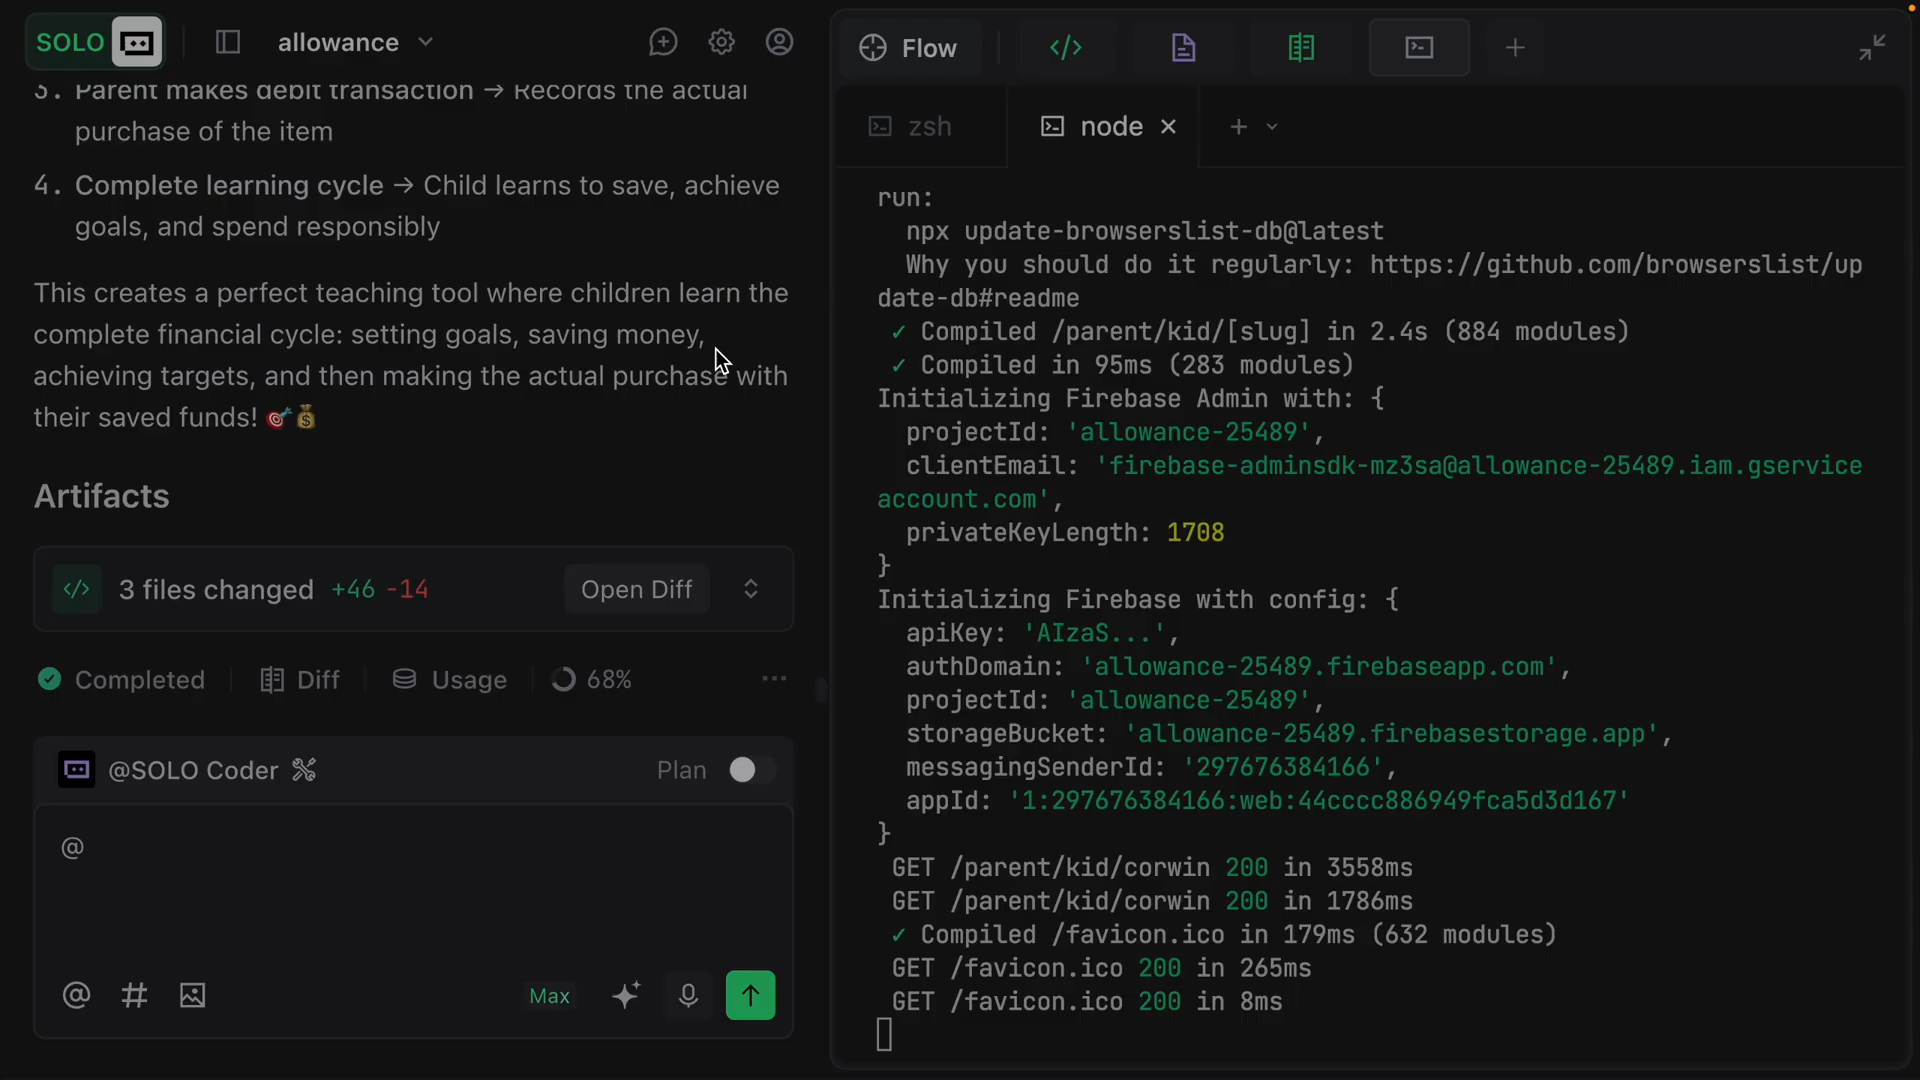 SOLO
allowance
3. Parent makes debit transaction → Records the actual
purchase of the item
4. Complete learning cycle → Child learns to save, achieve
goals, and spend responsibly
This creates a perfect teaching tool where children learn the
complete financial cycle: setting goals, saving money,
achieving targets, and then making the actual purchase with
their saved funds! 🎯💰
Artifacts
</> 3 files changed +46 -14 Open Diff
Completed Diff Usage 68% ...
@SOLO Coder Plan
@
@ # Max
Flow </> +
zsh node × +
run:
npx update-browserslist-db@latest
Why you should do it regularly: https://github.com/browserslist/up
date-db#readme
✓ Compiled /parent/kid/[slug] in 2.4s (884 modules)
✓ Compiled in 95ms (283 modules)
Initializing Firebase Admin with: {
projectId: 'allowance-25489',
clientEmail: 'firebase-adminsdk-mz3sa@allowance-25489.iam.gservice
account.com',
privateKeyLength: 1708
}
Initializing Firebase with config: {
apiKey: 'AIzaS...',
authDomain: 'allowance-25489.firebaseapp.com',
projectId: 'allowance-25489',
storageBucket: 'allowance-25489.firebasestorage.app',
messagingSenderId: '297676384166',
appId: '1:297676384166:web:44cccc886949fca5d3d167'
}
GET /parent/kid/corwin 200 in 3558ms
GET /parent/kid/corwin 200 in 1786ms
✓ Compiled /favicon.ico in 179ms (632 modules)
GET /favicon.ico 200 in 265ms
GET /favicon.ico 200 in 8ms